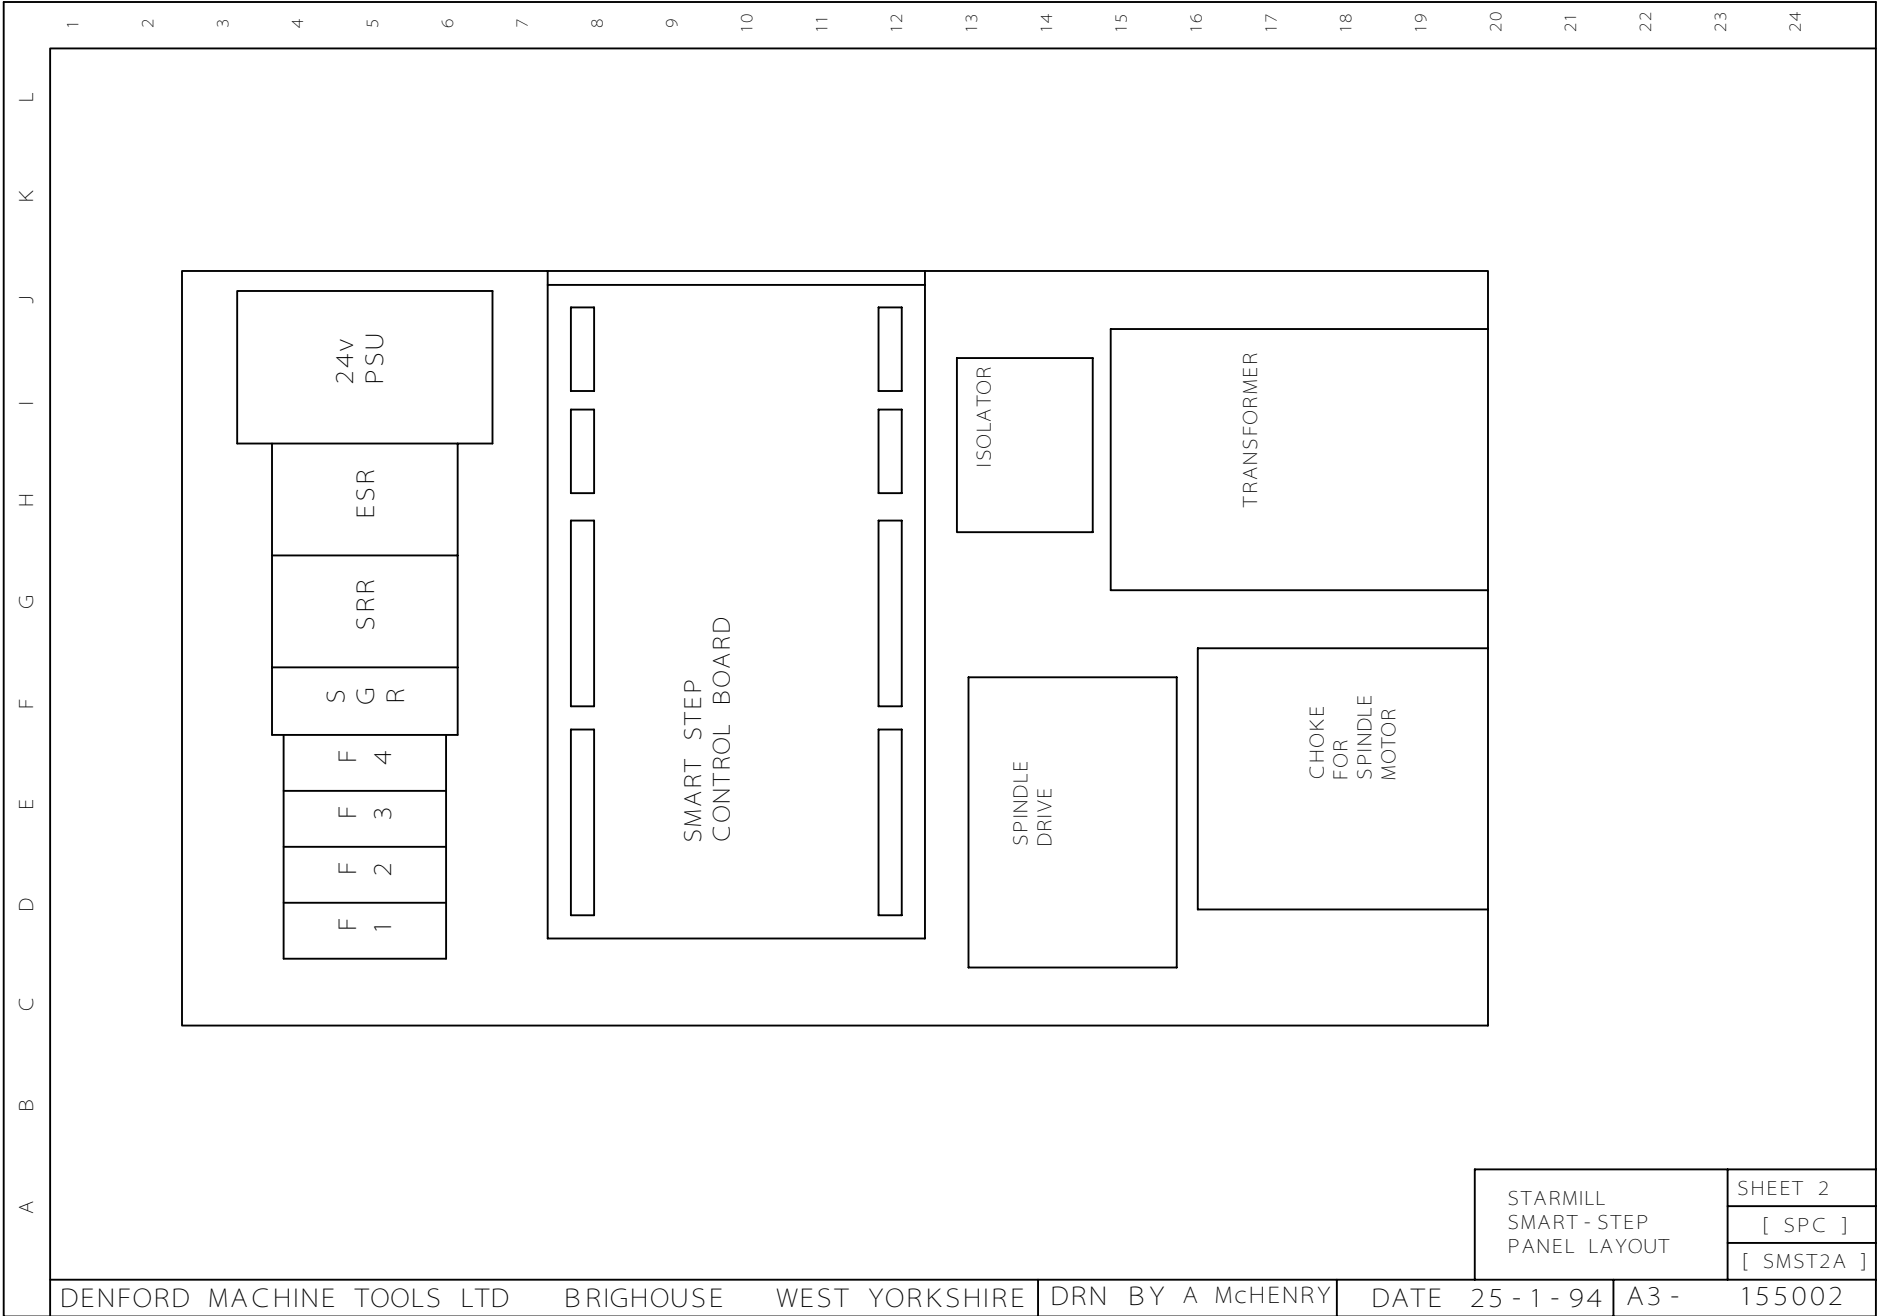 1
2
3
4
5
6
7
8
9
10
11
12
13
14
15
16
17
18
19
20
21
22
23
24
L
K
J
I
H
G
F
E
D
C
B
A
24v
PSU
ESR
SRR
S
G
R
F
4
F
3
F
2
F
1
SMART STEP
CONTROL BOARD
ISOLATOR
TRANSFORMER
SPINDLE
DRIVE
CHOKE
FOR
SPINDLE
MOTOR
STARMILL
SMART - STEP
PANEL LAYOUT
SHEET 2
[ SPC ]
[ SMST2A ]
DENFORD MACHINE TOOLS LTD BRIGHOUSE WEST YORKSHIRE DRN BY A McHENRY DATE 25 - 1 - 94 A3 - 155002